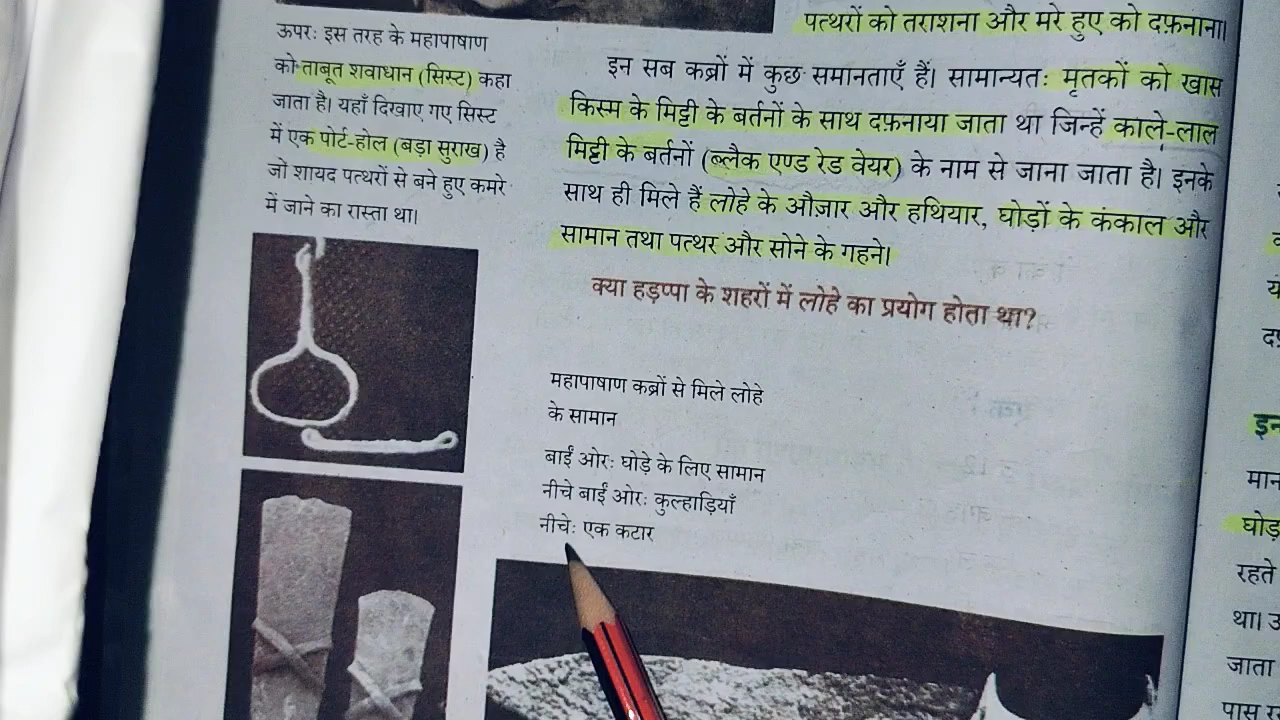 ऊपरः इस तरह के महापाषाण
को ताबूत शवाधान (सिस्ट) कहा
जाता है। यहाँ दिखाए गए सिस्ट
में एक पोर्ट-होल (बड़ा सुराख) है
जो शायद पत्थरों से बने हुए कमरे
में जाने का रास्ता था।
पत्थरों को तराशना और मरे हुए को दफ़नाना।
इन सब कब्रों में कुछ समानताएँ हैं। सामान्यतः मृतकों को खास
किस्म के मिट्टी के बर्तनों के साथ दफ़नाया जाता था जिन्हें काले-लाल
मिट्टी के बर्तनों (ब्लैक एण्ड रेड वेयर) के नाम से जाना जाता है। इनके
साथ ही मिले हैं लोहे के औज़ार और हथियार, घोड़ों के कंकाल और
सामान तथा पत्थर और सोने के गहने।
क्या हड़प्पा के शहरों में लोहे का प्रयोग होता था?
महापाषाण कब्रों से मिले लोहे
के सामान
बाईं ओरः घोड़े के लिए सामान
नीचे बाईं ओरः कुल्हाड़ियाँ
नीचेः एक कटार
मान
घोड़
रहते
था। उ
जाता